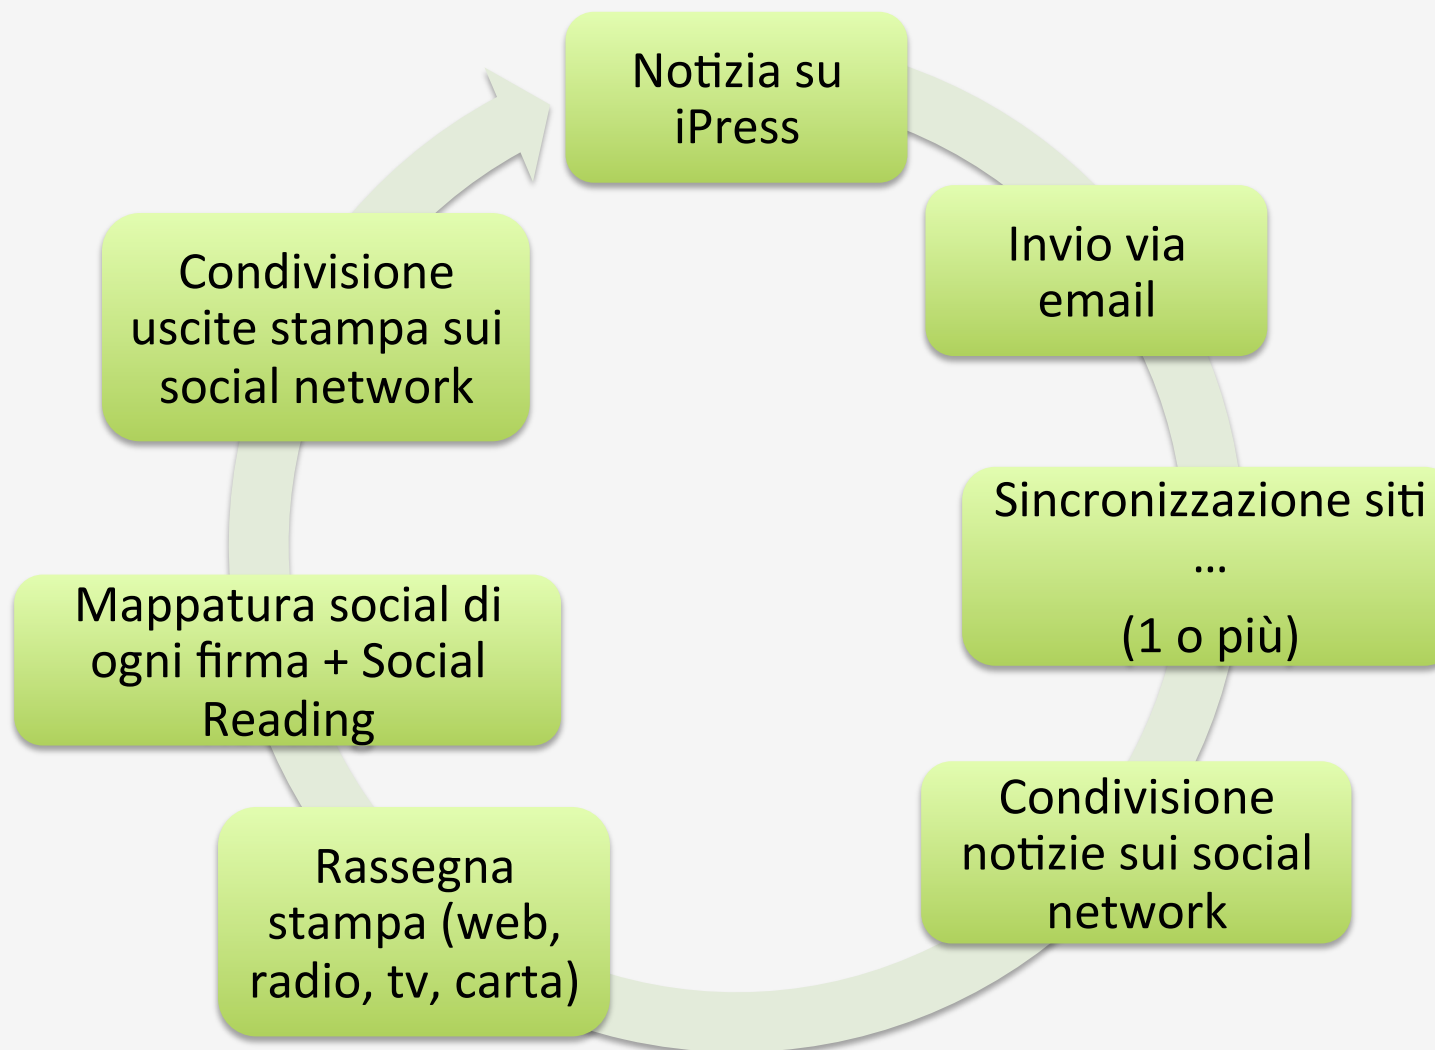 Notizia su
iPress
Invio via
email
Sincronizzazione siti
...
(1 o più)
Condivisione
notizie sui social
network
Rassegna
stampa (web,
radio, tv, carta)
Mappatura social di
ogni firma + Social
Reading
Condivisione
uscite stampa sui
social network